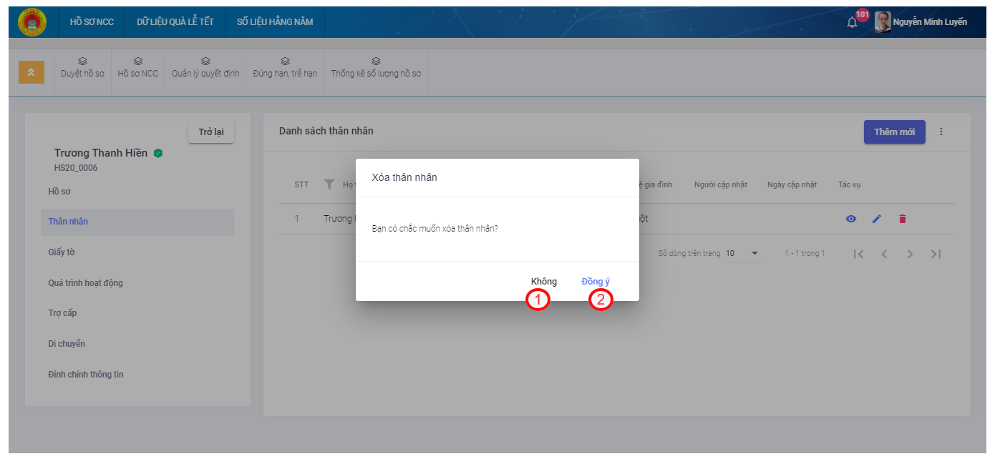 HỒ SƠ NCC DỮ LIỆU QUÀ LỄ TẾT SỐ LIỆU HẰNG NĂM 101 Nguyễn Minh Luyến
Duyệt hồ sơ Hồ sơ NCC Quản lý quyết định Đúng hạn, trễ hạn Thống kê số lượng hồ sơ
Trở lại
Trương Thanh Hiền
HS20_0006
Hồ sơ
Thân nhân
Giấy tờ
Quá trình hoạt động
Trợ cấp
Di chuyển
Đính chính thông tin
Danh sách thân nhân Thêm mới
STT Họ gia đình Người cập nhật Ngày cập nhật Tác vụ
1 Trương
Số dòng trên trang 10 1 - 1 trong 1
Xóa thân nhân
Bạn có chắc muốn xóa thân nhân?
Không Đồng ý
1 2